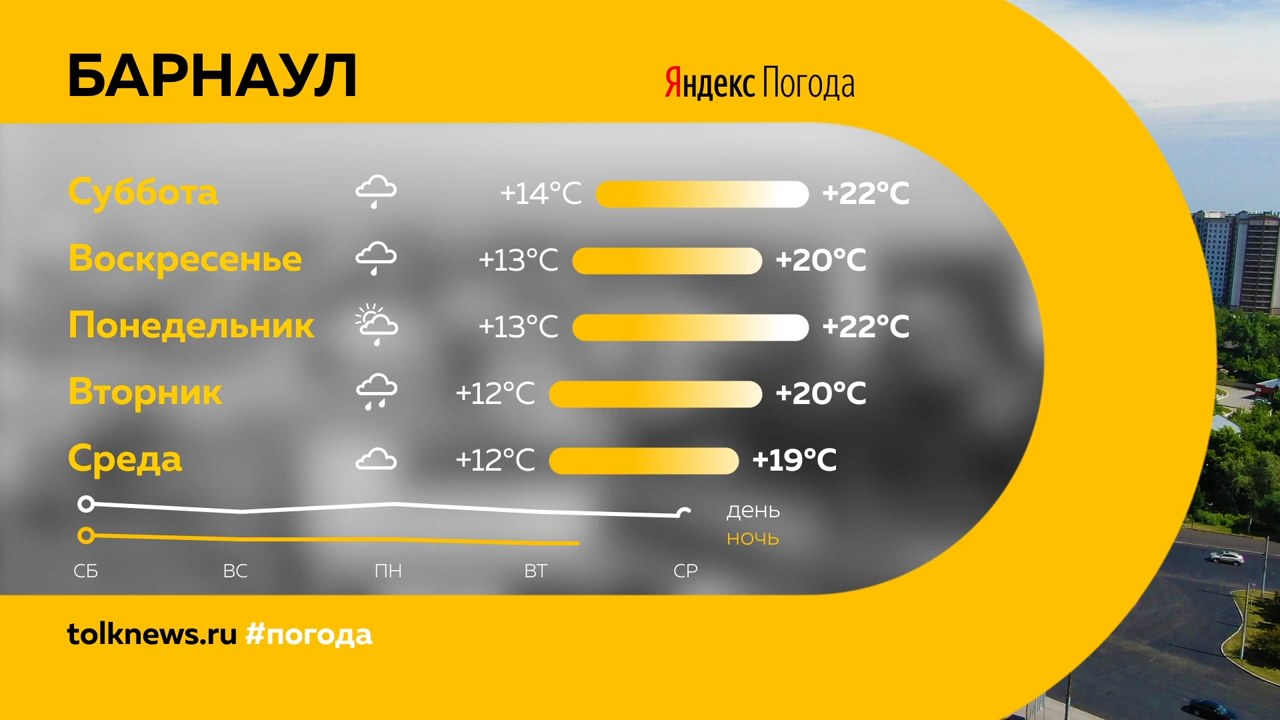 БАРНАУЛ
Яндекс Погода
Суббота +14°C +22°C
Воскресенье +13°C +20°C
Понедельник +13°C +22°C
Вторник +12°C +20°C
Среда +12°C +19°C
день
ночь
СБ ВС ПН ВТ СР
tolknews.ru #погода